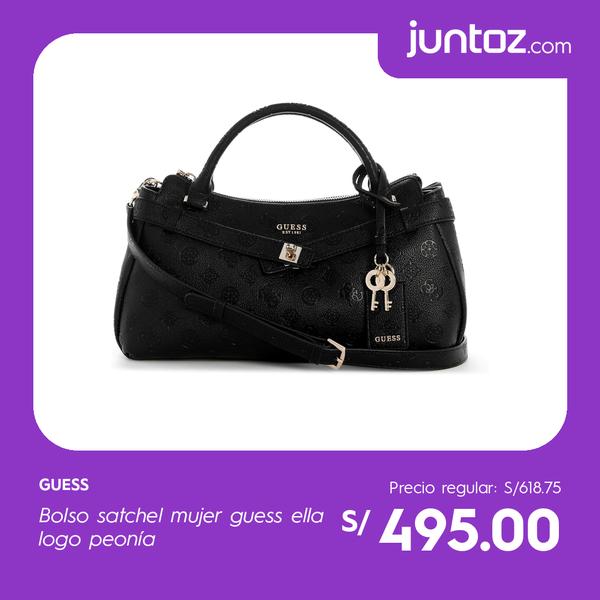 juntoz.com
GUESS
EST 1981
GUESS
GUESS
Precio regular: S/618.75
Bolso satchel mujer guess ella
logo peonía
S/ 495.00